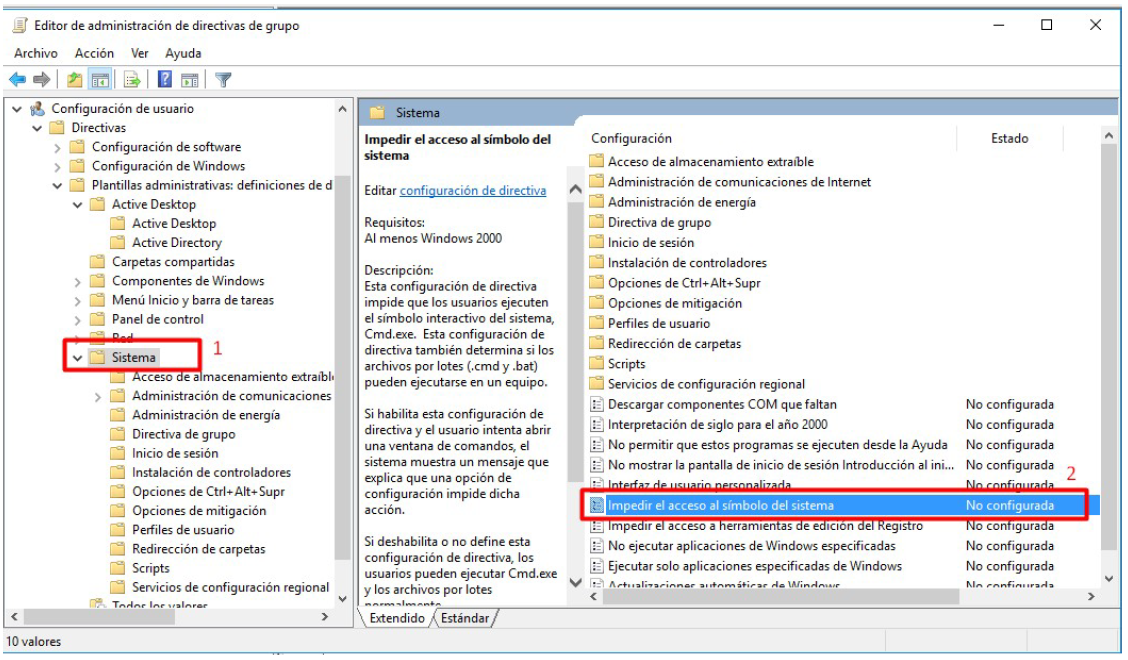 Editor de administración de directivas de grupo
Archivo Acción Ver Ayuda
Configuración de usuario
Directivas
Configuración de software
Configuración de Windows
Plantillas administrativas: definiciones de d
Active Desktop
Active Desktop
Active Directory
Carpetas compartidas
Componentes de Windows
Menú Inicio y barra de tareas
Panel de control
Red
Sistema
1
Acceso de almacenamiento extraíbl
Administración de comunicaciones
Administración de energía
Directiva de grupo
Inicio de sesión
Instalación de controladores
Opciones de Ctrl+Alt+Supr
Opciones de mitigación
Perfiles de usuario
Redirección de carpetas
Scripts
Servicios de configuración regional
Todos los valores
Sistema
Impedir el acceso al símbolo del
sistema
Editar configuración de directiva
Requisitos:
Al menos Windows 2000
Descripción:
Esta configuración de directiva
impide que los usuarios ejecuten
el símbolo interactivo del sistema,
Cmd.exe. Esta configuración de
directiva también determina si los
archivos por lotes (.cmd y .bat)
pueden ejecutarse en un equipo.
Si habilita esta configuración de
directiva y el usuario intenta abrir
una ventana de comandos, el
sistema muestra un mensaje que
explica que una opción de
configuración impide dicha
acción.
Si deshabilita o no define esta
configuración de directiva, los
usuarios pueden ejecutar Cmd.exe
y los archivos por lotes
normalmente
Configuración Estado
Acceso de almacenamiento extraíble
Administración de comunicaciones de Internet
Administración de energía
Directiva de grupo
Inicio de sesión
Instalación de controladores
Opciones de Ctrl+Alt+Supr
Opciones de mitigación
Perfiles de usuario
Redirección de carpetas
Scripts
Servicios de configuración regional
Descargar componentes COM que faltan No configurada
Interpretación de siglo para el año 2000 No configurada
No permitir que estos programas se ejecuten desde la Ayuda No configurada
No mostrar la pantalla de inicio de sesión Introducción al ini... No configurada
2
Interfaz de usuario personalizada No configurada
Impedir el acceso al símbolo del sistema No configurada
Impedir el acceso a herramientas de edición del Registro No configurada
No ejecutar aplicaciones de Windows especificadas No configurada
Ejecutar solo aplicaciones especificadas de Windows No configurada
Actualizaciones automáticas de Windows No configurada
Extendido Estándar
10 valores